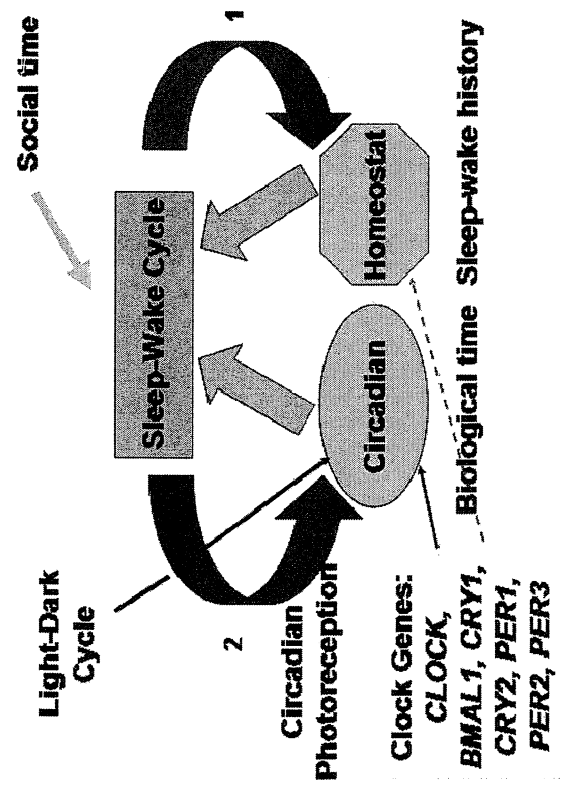 Social time
Light-Dark
Cycle
Sleep-Wake Cycle
2
1
Circadian
Photoreception
Circadian
Homeostat
Clock Genes:
CLOCK,
BMAL1, CRY1,
CRY2, PER1,
PER2, PER3
Biological time
Sleep-wake history